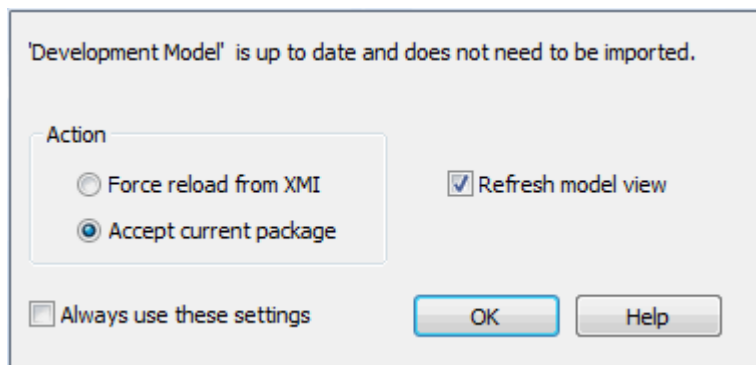 'Development Model' is up to date and does not need to be imported.
Action
Force reload from XMI
Refresh model view
Accept current package
Always use these settings
OK
Help